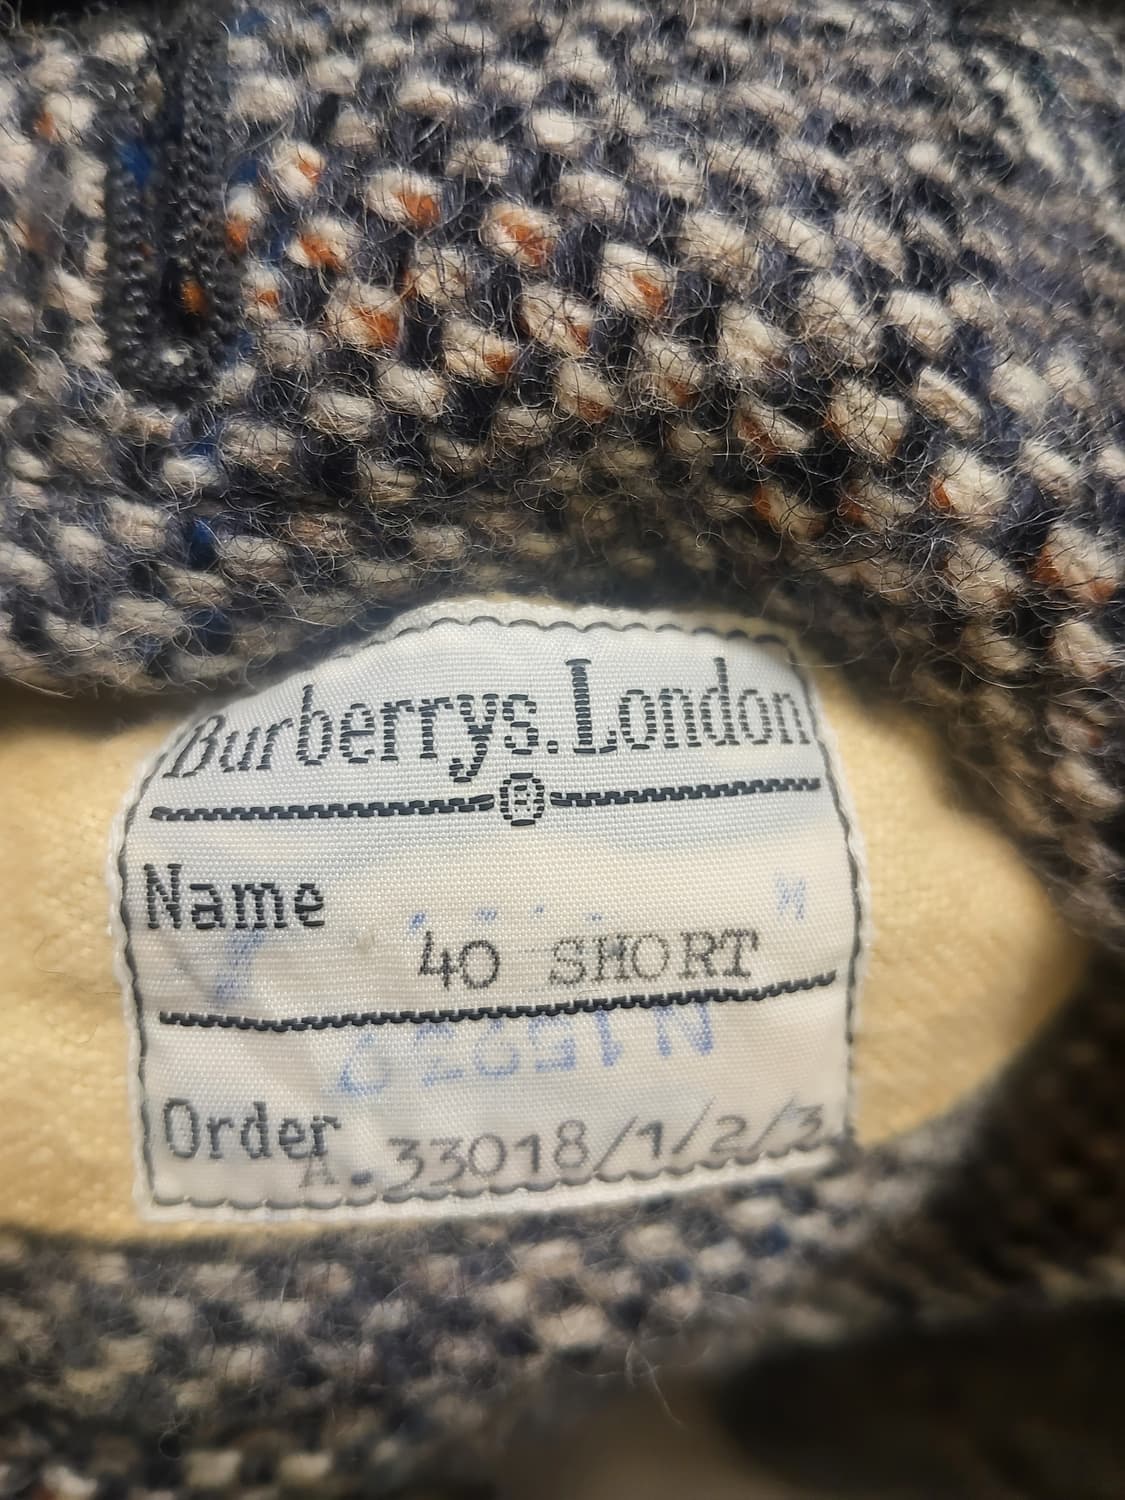 Burberrys. London
Name
40 SHORT
Order
A.33018/1/2/3